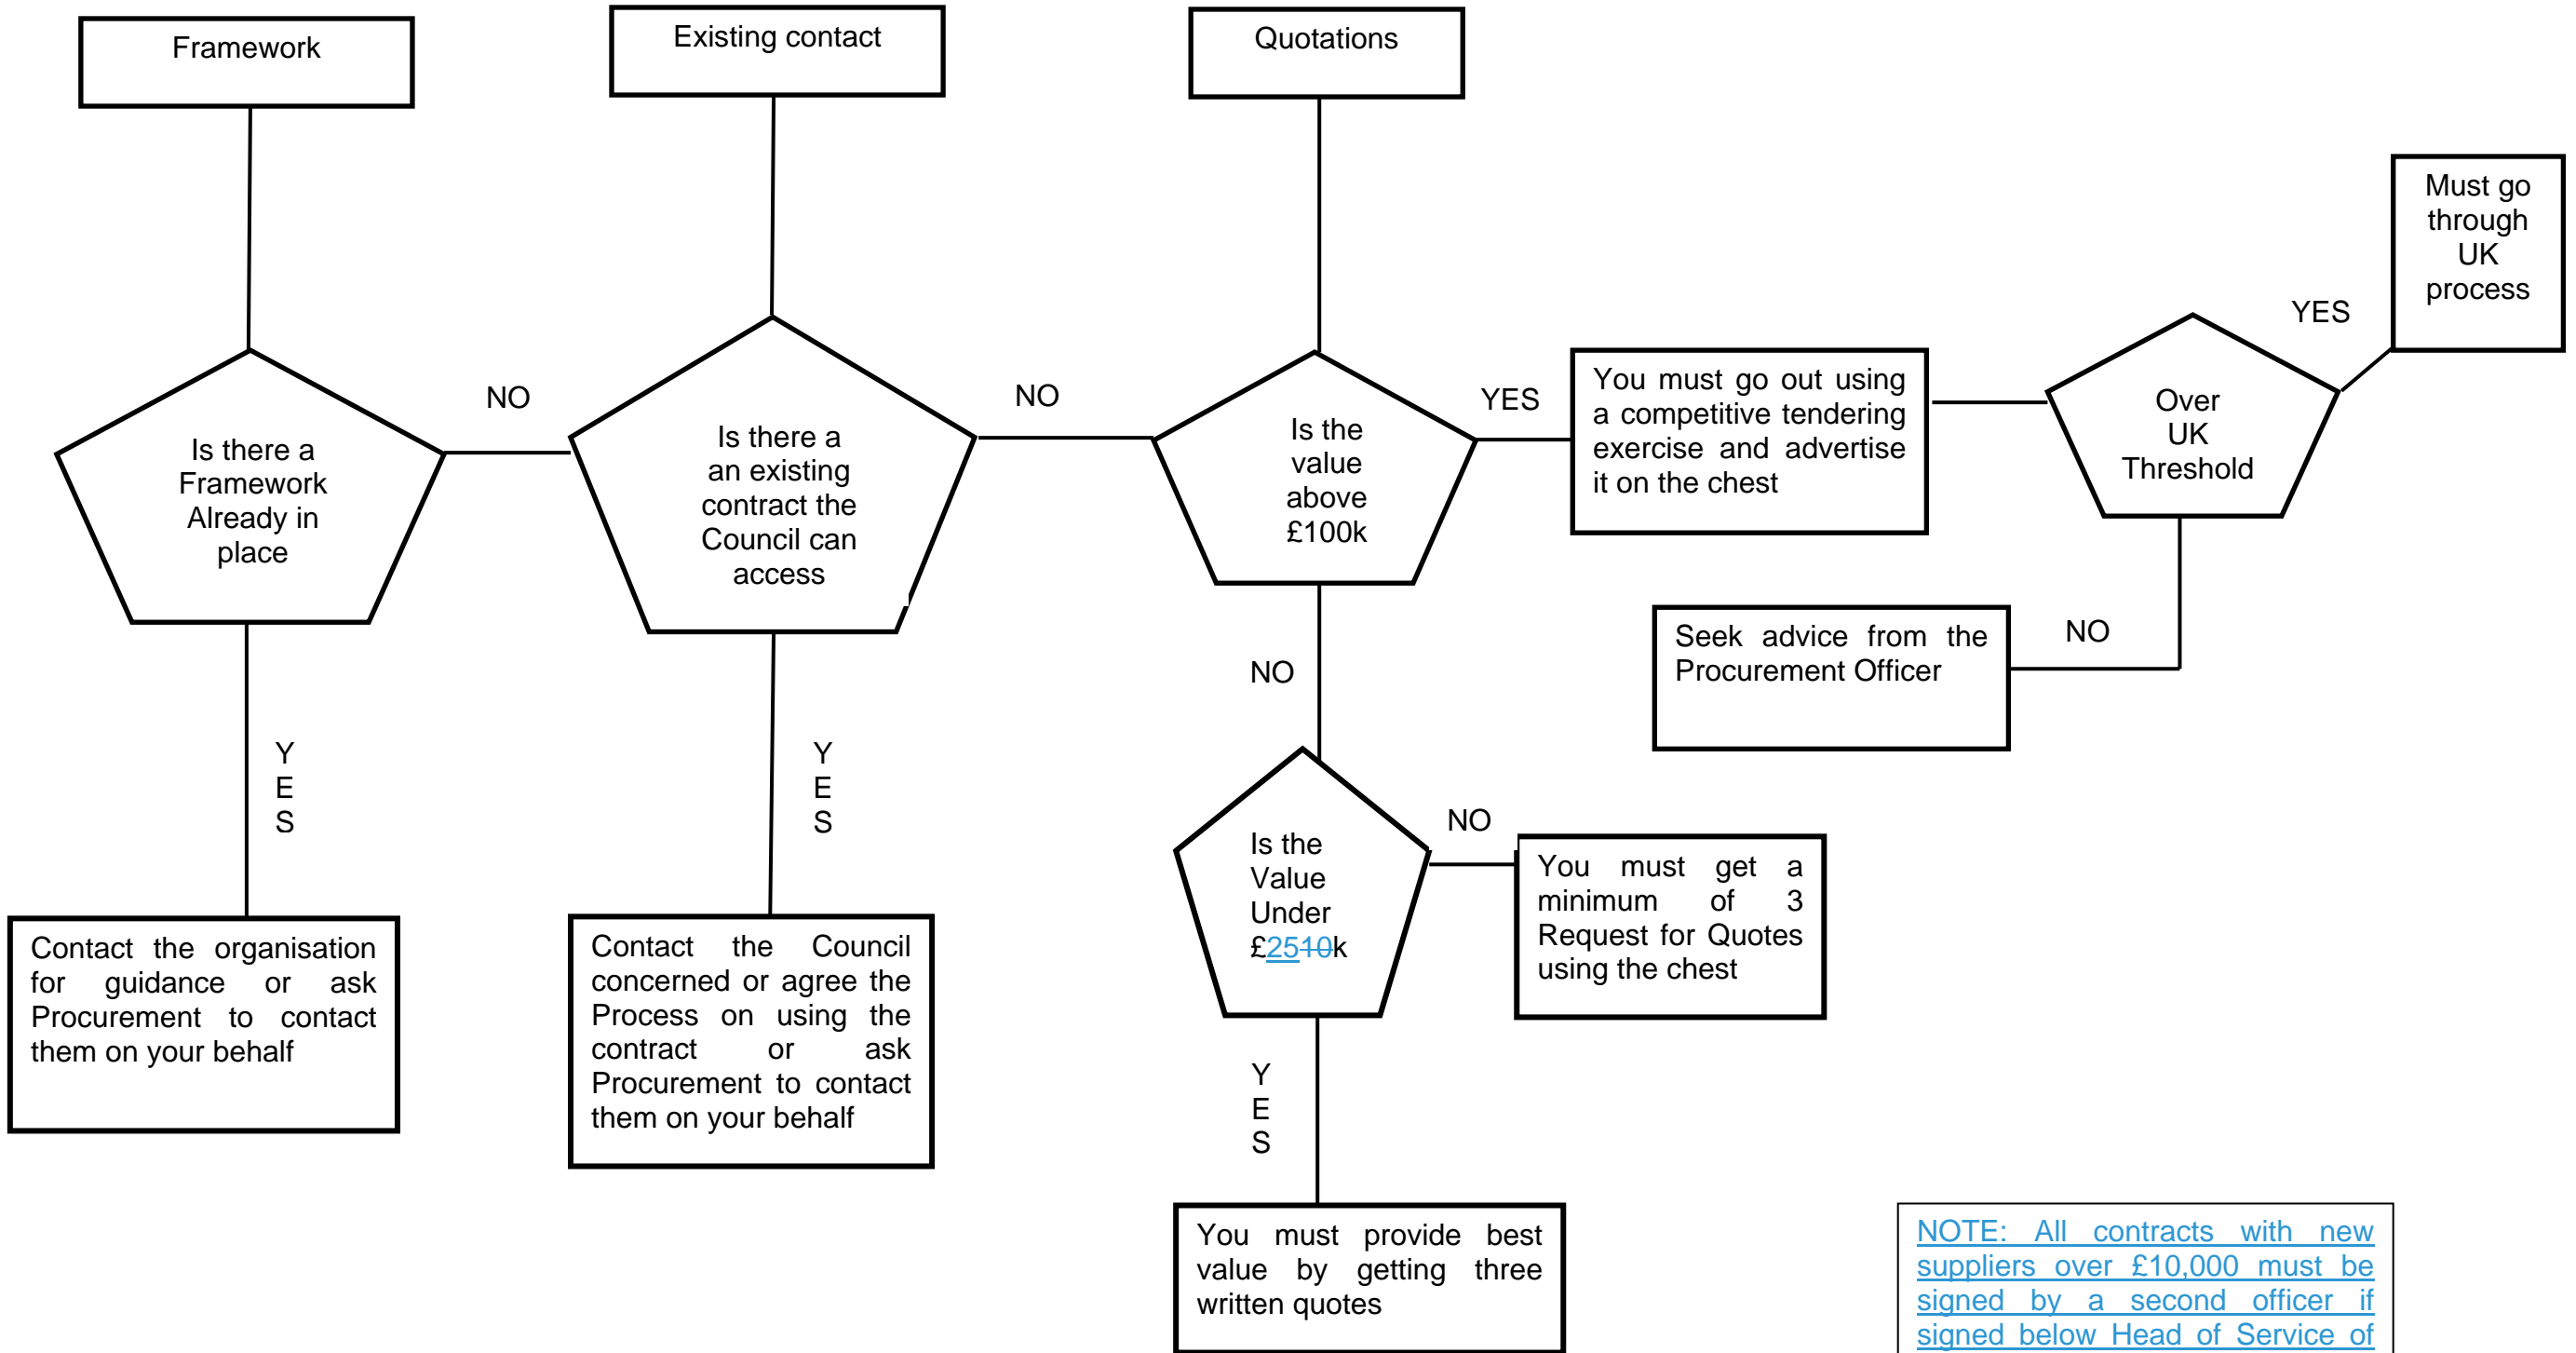 Framework
Existing contact
Quotations
Must go
through
UK
process
YES
Over
UK
Threshold
NO
Seek advice from the
Procurement Officer
You must go out using
a competitive tendering
exercise and advertise
it on the chest
YES
Is the
value
above
£100k
NO
Is there a
an existing
contract the
Council can
access
NO
Is there a
Framework
Already in
place
Y
E
S
Y
E
S
NO
Is the
Value
Under
£2510k
NO
You must get a
minimum of 3
Request for Quotes
using the chest
Contact the organisation
for guidance or ask
Procurement to contact
them on your behalf
Contact the Council
concerned or agree the
Process on using the
contract or ask
Procurement to contact
them on your behalf
Y
E
S
You must provide best
value by getting three
written quotes
NOTE: All contracts with new
suppliers over £10,000 must be
signed by a second officer if
signed below Head of Service of